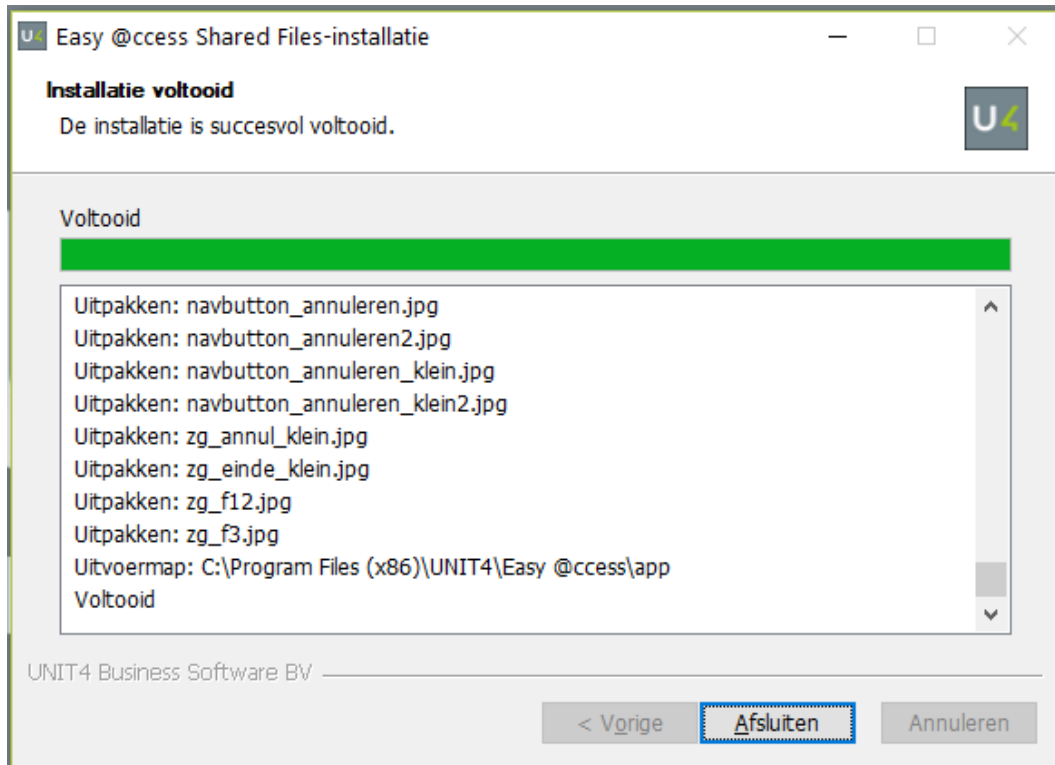 U4 Easy @ccess Shared Files-installatie
Installatie voltooid
De installatie is succesvol voltooid.
U4
Voltooid
Uitpakken: navbutton_annuleren.jpg
Uitpakken: navbutton_annuleren2.jpg
Uitpakken: navbutton_annuleren_klein.jpg
Uitpakken: navbutton_annuleren_klein2.jpg
Uitpakken: zg_annul_klein.jpg
Uitpakken: zg_einde_klein.jpg
Uitpakken: zg_f12.jpg
Uitpakken: zg_f3.jpg
Uitvoermap: C:\Program Files (x86)\UNIT4\Easy @ccess\app
Voltooid
UNIT4 Business Software BV
< Vorige Afsluiten Annuleren